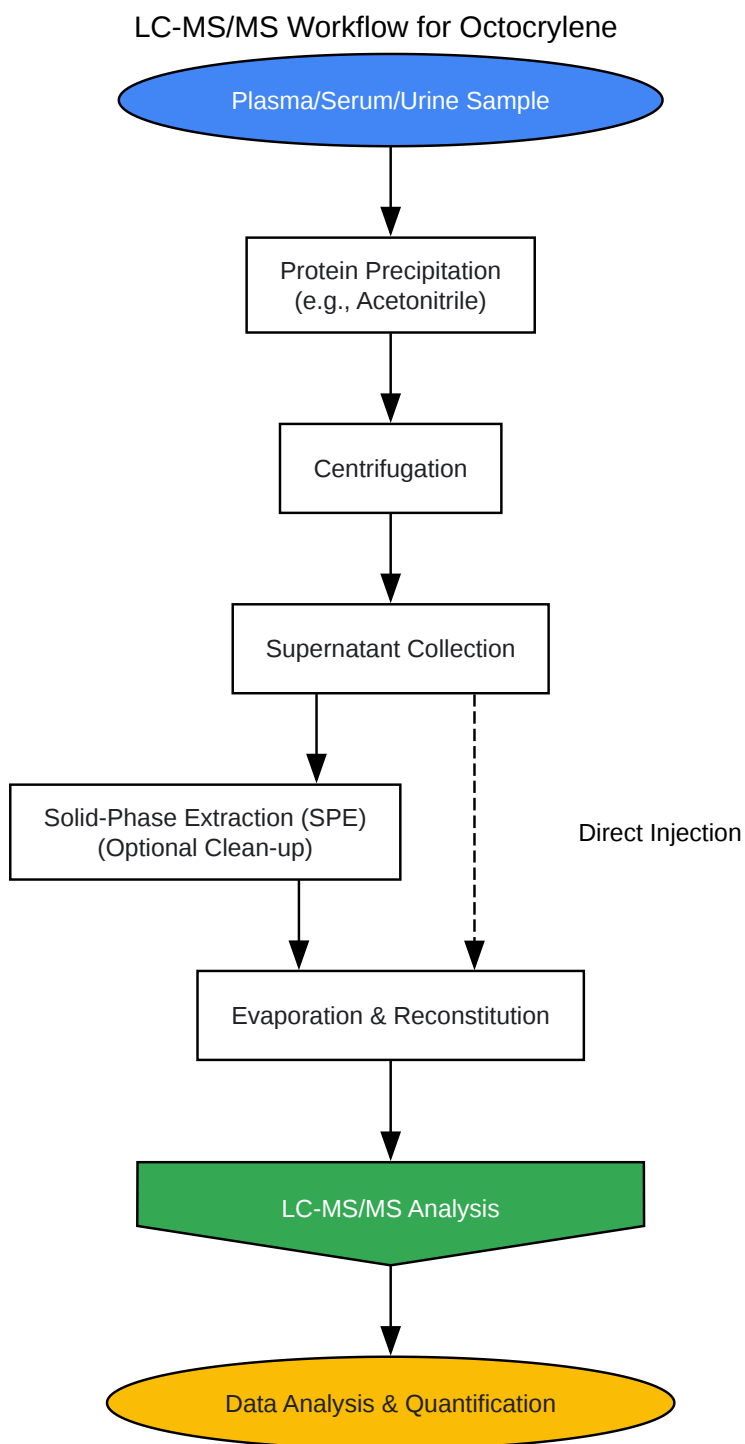 LC-MS/MS Workflow for Octocrylene
Plasma/Serum/Urine Sample
Protein Precipitation
(e.g., Acetonitrile)
Centrifugation
Supernatant Collection
Solid-Phase Extraction (SPE)
(Optional Clean-up)
Direct Injection
Evaporation & Reconstitution
LC-MS/MS Analysis
Data Analysis & Quantification